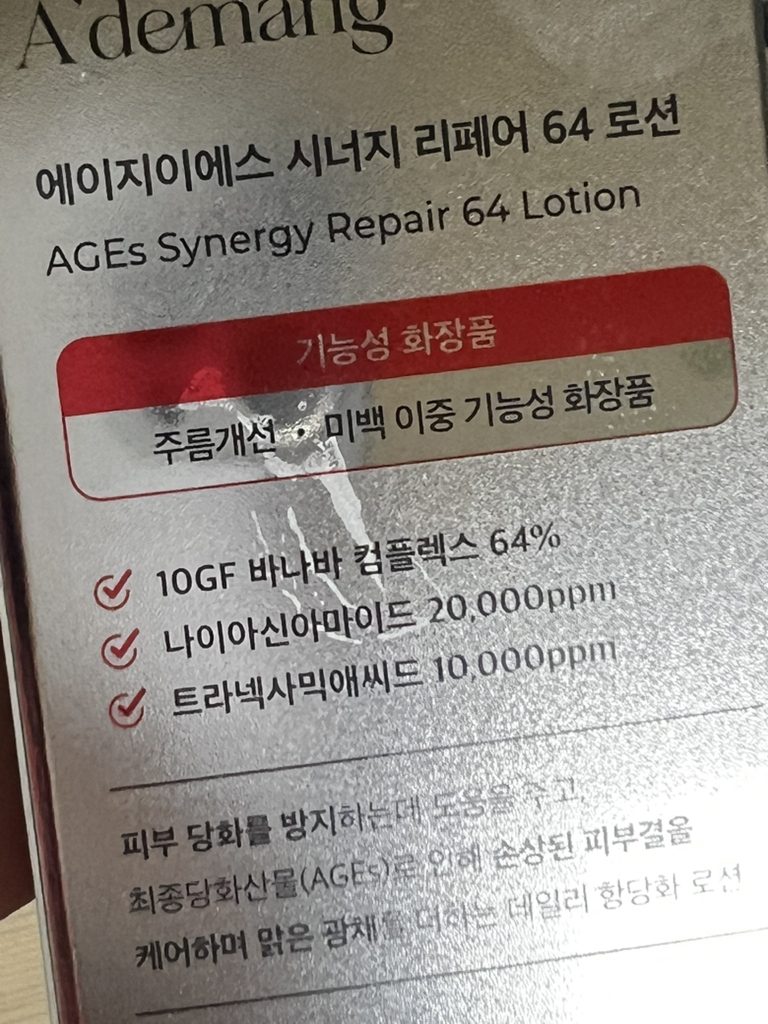 A'demang
에이지이에스 시너지 리페어 64 로션
AGEs Synergy Repair 64 Lotion
기능성 화장품
주름개선 · 미백 이중 기능성 화장품
10GF 바나바 컴플렉스 64%
나이아신아마이드 20,000ppm
트라넥사믹애씨드 10,000ppm
피부 당화를 방지하는데 도움을 주고,
최종당화산물(AGEs)로 인해 손상된 피부결을
케어하며 맑은 광채를 더하는 데일리 항당화 로션